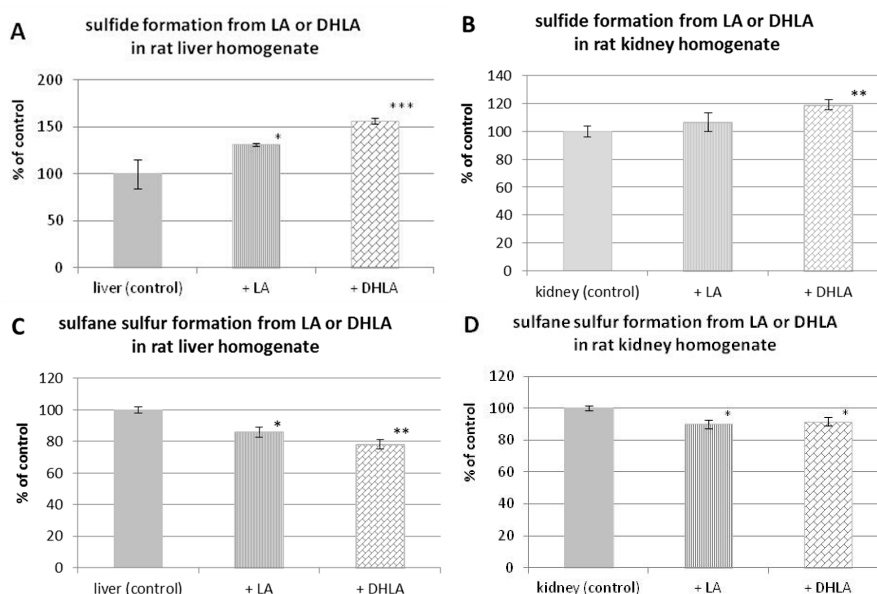 A
sulfide formation from LA or DHLA
in rat liver homogenate
% of control
200
150
100
50
0
*
***
liver (control)
+ LA
+ DHLA
B
sulfide formation from LA or DHLA
in rat kidney homogenate
% of control
140
120
100
80
60
40
20
0
**
kidney (control)
+ LA
+ DHLA
C
sulfane sulfur formation from LA or DHLA
in rat liver homogenate
% of control
120
100
80
60
40
20
0
*
**
liver (control)
+ LA
+ DHLA
D
sulfane sulfur formation from LA or DHLA
in rat kidney homogenate
% of control
120
100
80
60
40
20
0
*
*
kidney (control)
+ LA
+ DHLA